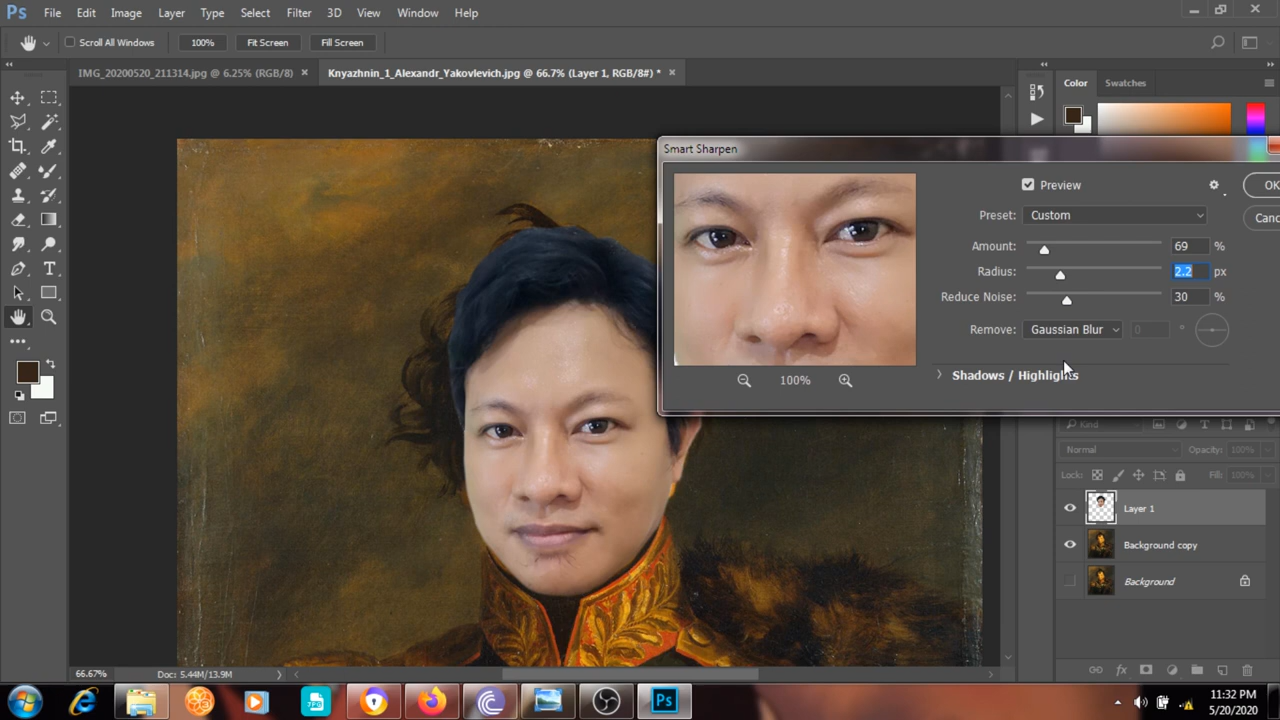 Ps File Edit Image Layer Type Select Filter 3D View Window Help
Scroll All Windows 100% Fit Screen Fill Screen
IMG_20200520_211314.jpg @ 6.25% (RGB/8) × Knyazhnin_1_Alexandr_Yakovlevich.jpg @ 66.7% (Layer 1, RGB/8#) * ×
Color Swatches
Smart Sharpen
Preview
OK
Preset: Custom
Canc
Amount: 69 %
Radius: 2.2 px
Reduce Noise: 30 %
Remove: Gaussian Blur 0 °
Shadows / Highlights
100%
Kind
Normal Opacity: 100%
Lock: Fill: 100%
Layer 1
Background copy
Background
66.67% Doc: 5.44M/13.9M
fx
JPG
Ps
11:32 PM
5/20/2020